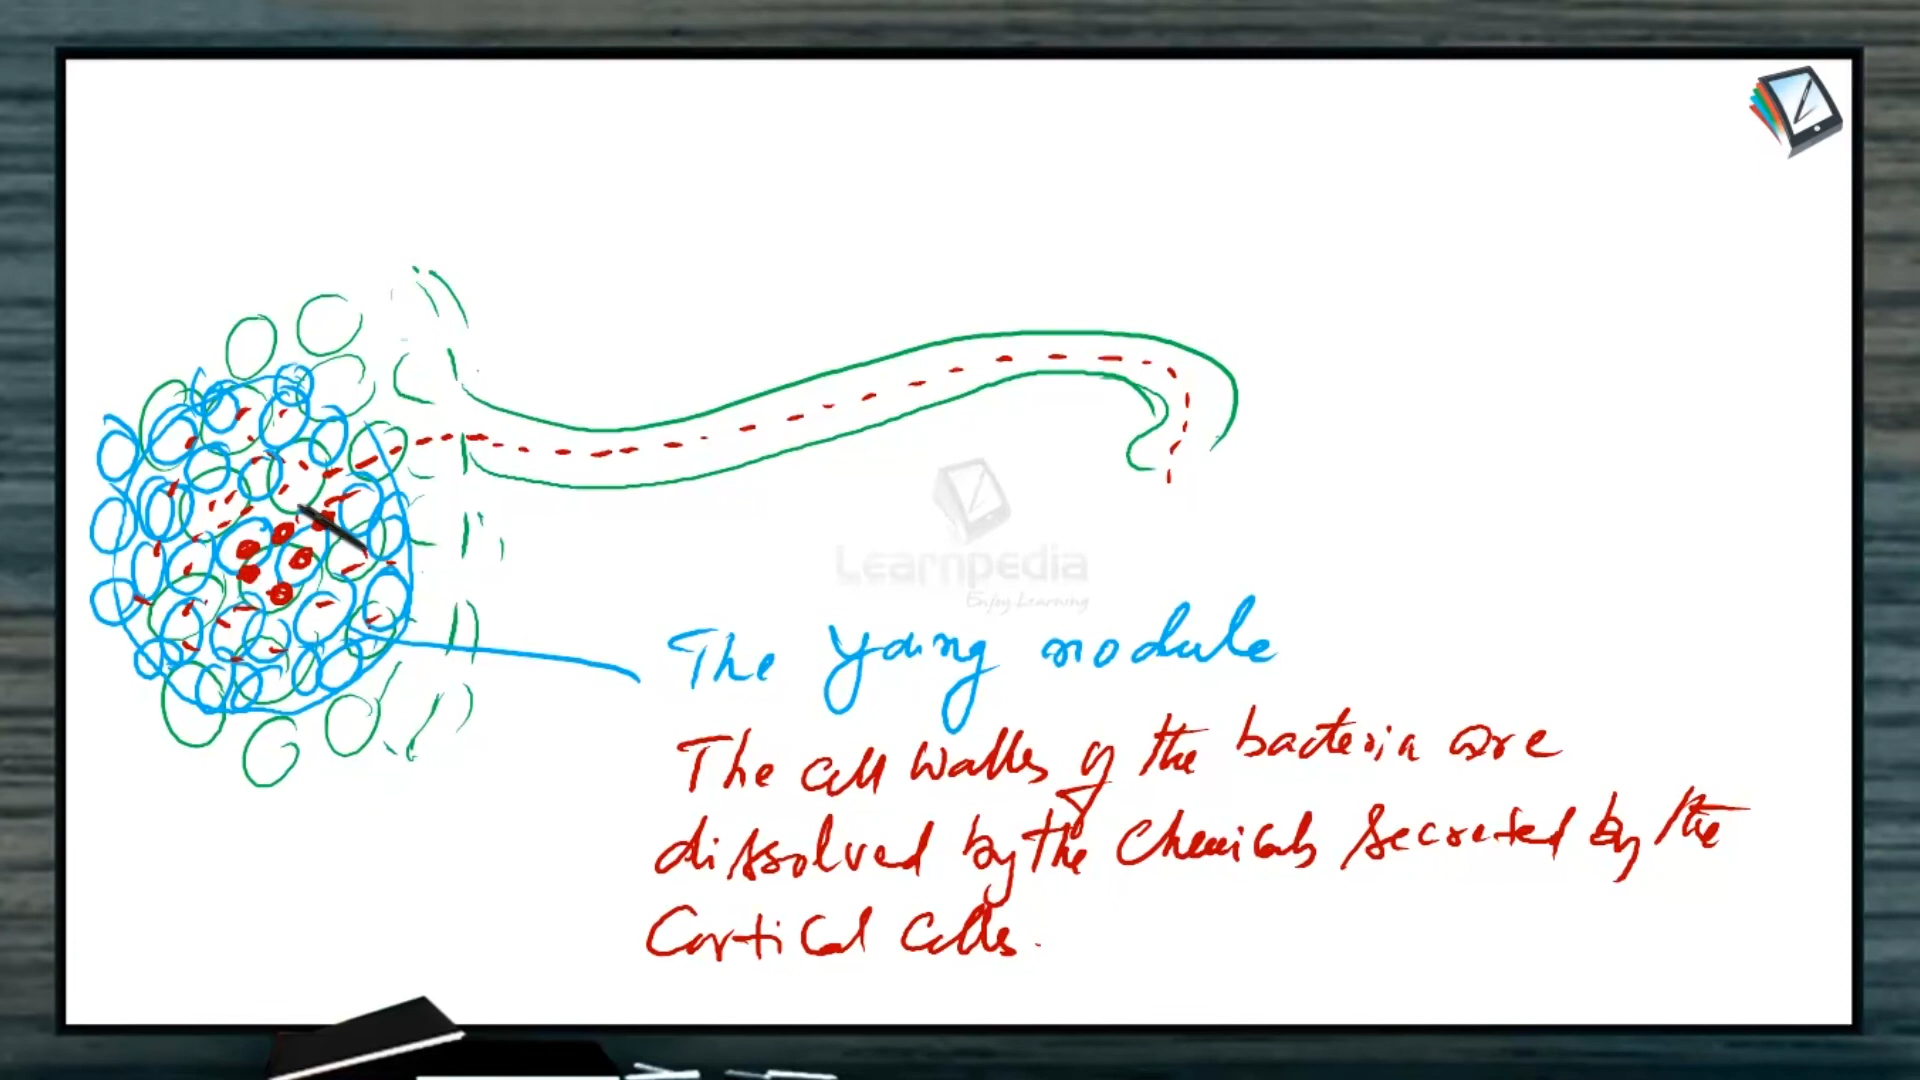 Learnpedia
Enjoy Learning
The young nodule
The cell walls of the bacteria are
dissolved by the chemicals secreted by the
Cortical cells.